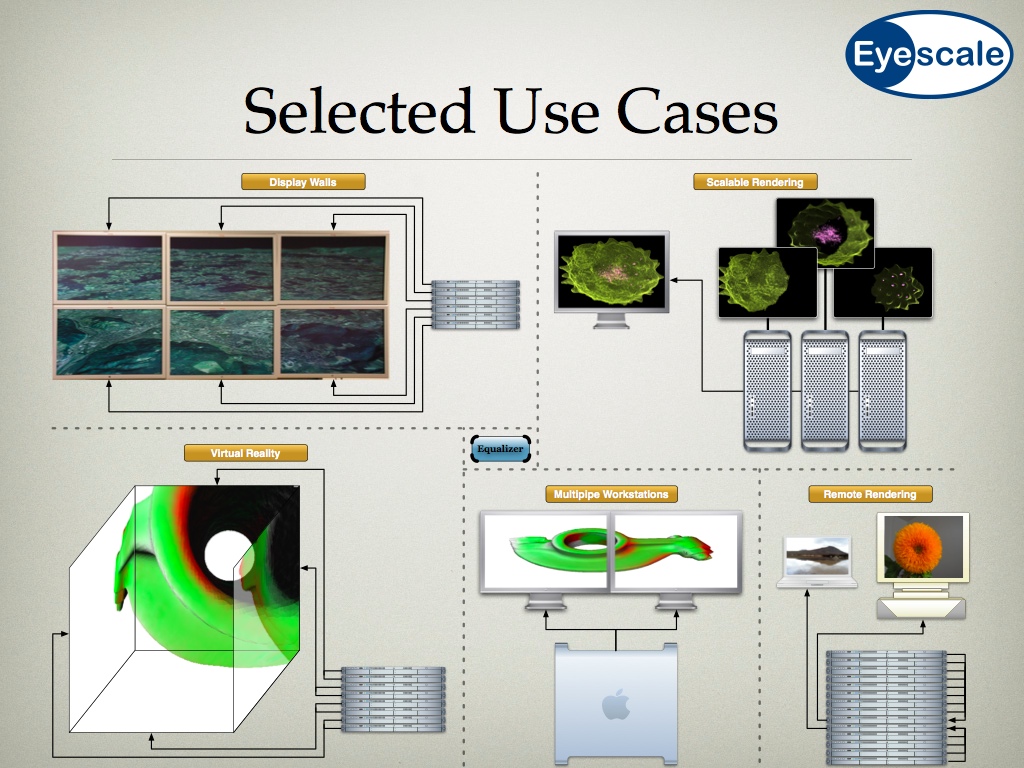 Eyescale
Selected Use Cases
Display Walls
Scalable Rendering
Virtual Reality
Equalizer
Multipipe Workstations
Remote Rendering